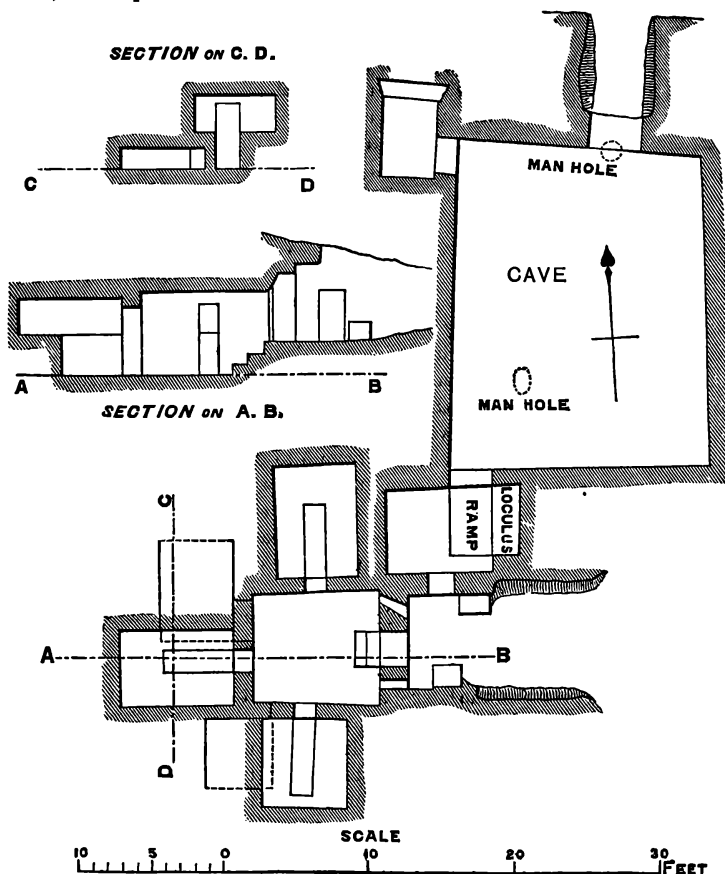 SECTION ON C. D.
C
D
MAN HOLE
CAVE
MAN HOLE
A
B
SECTION ON A. B.
C
RAMP
LOCULUS
A
B
D
SCALE
10 5 0 10 20 30 FEET